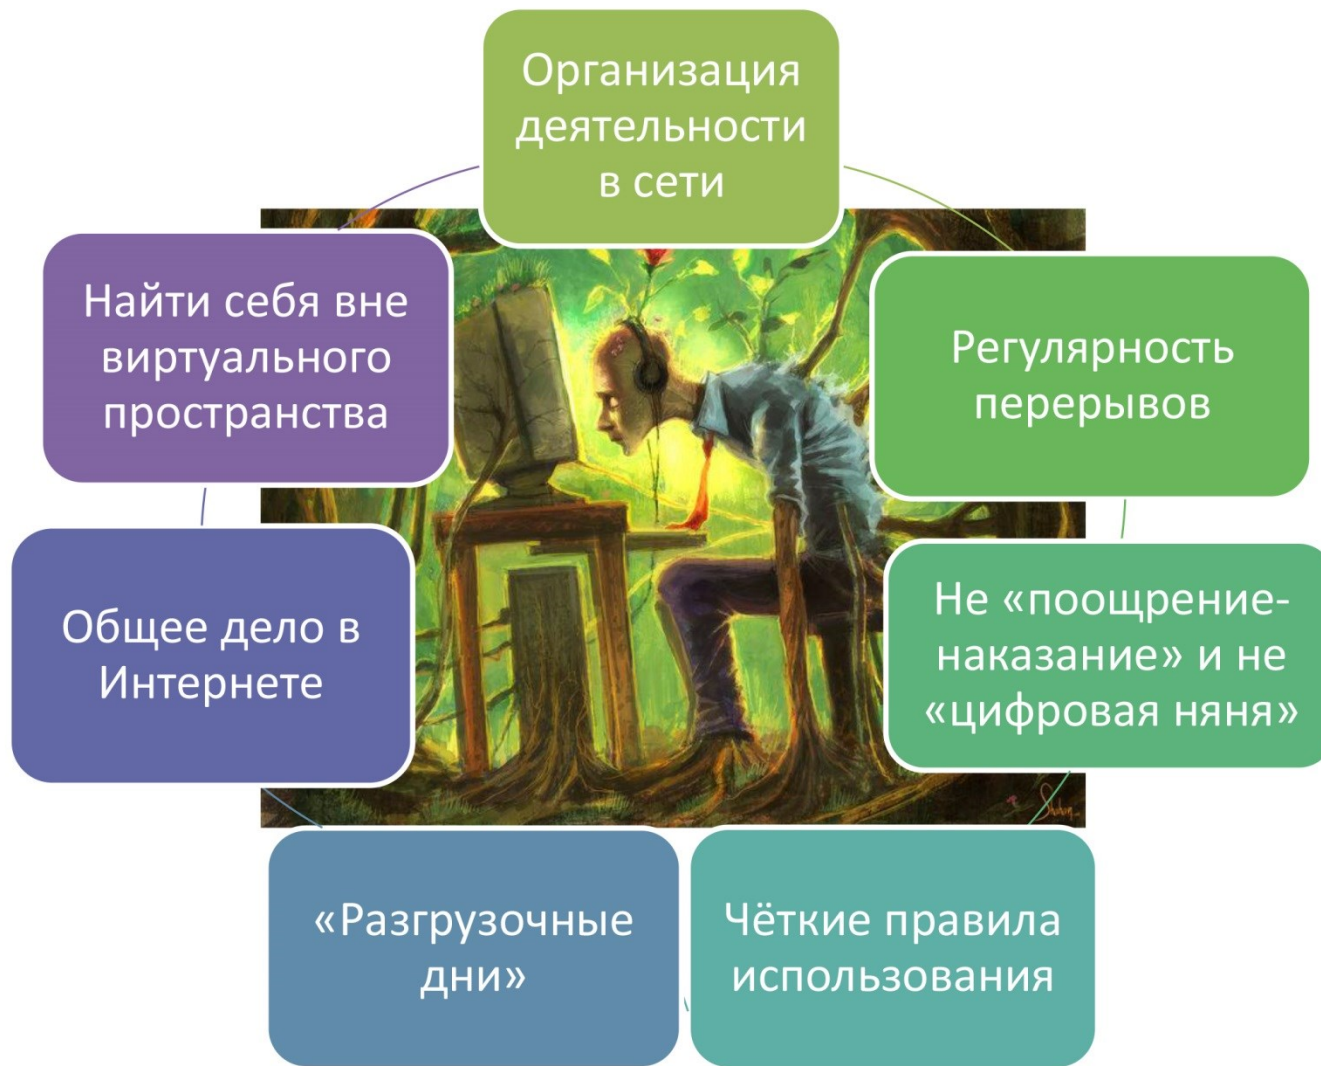 Организация
деятельности
в сети
Регулярность
перерывов
Не «поощрение-
наказание» и не
«цифровая няня»
Чёткие правила
использования
«Разгрузочные
дни»
Общее дело в
Интернете
Найти себя вне
виртуального
пространства